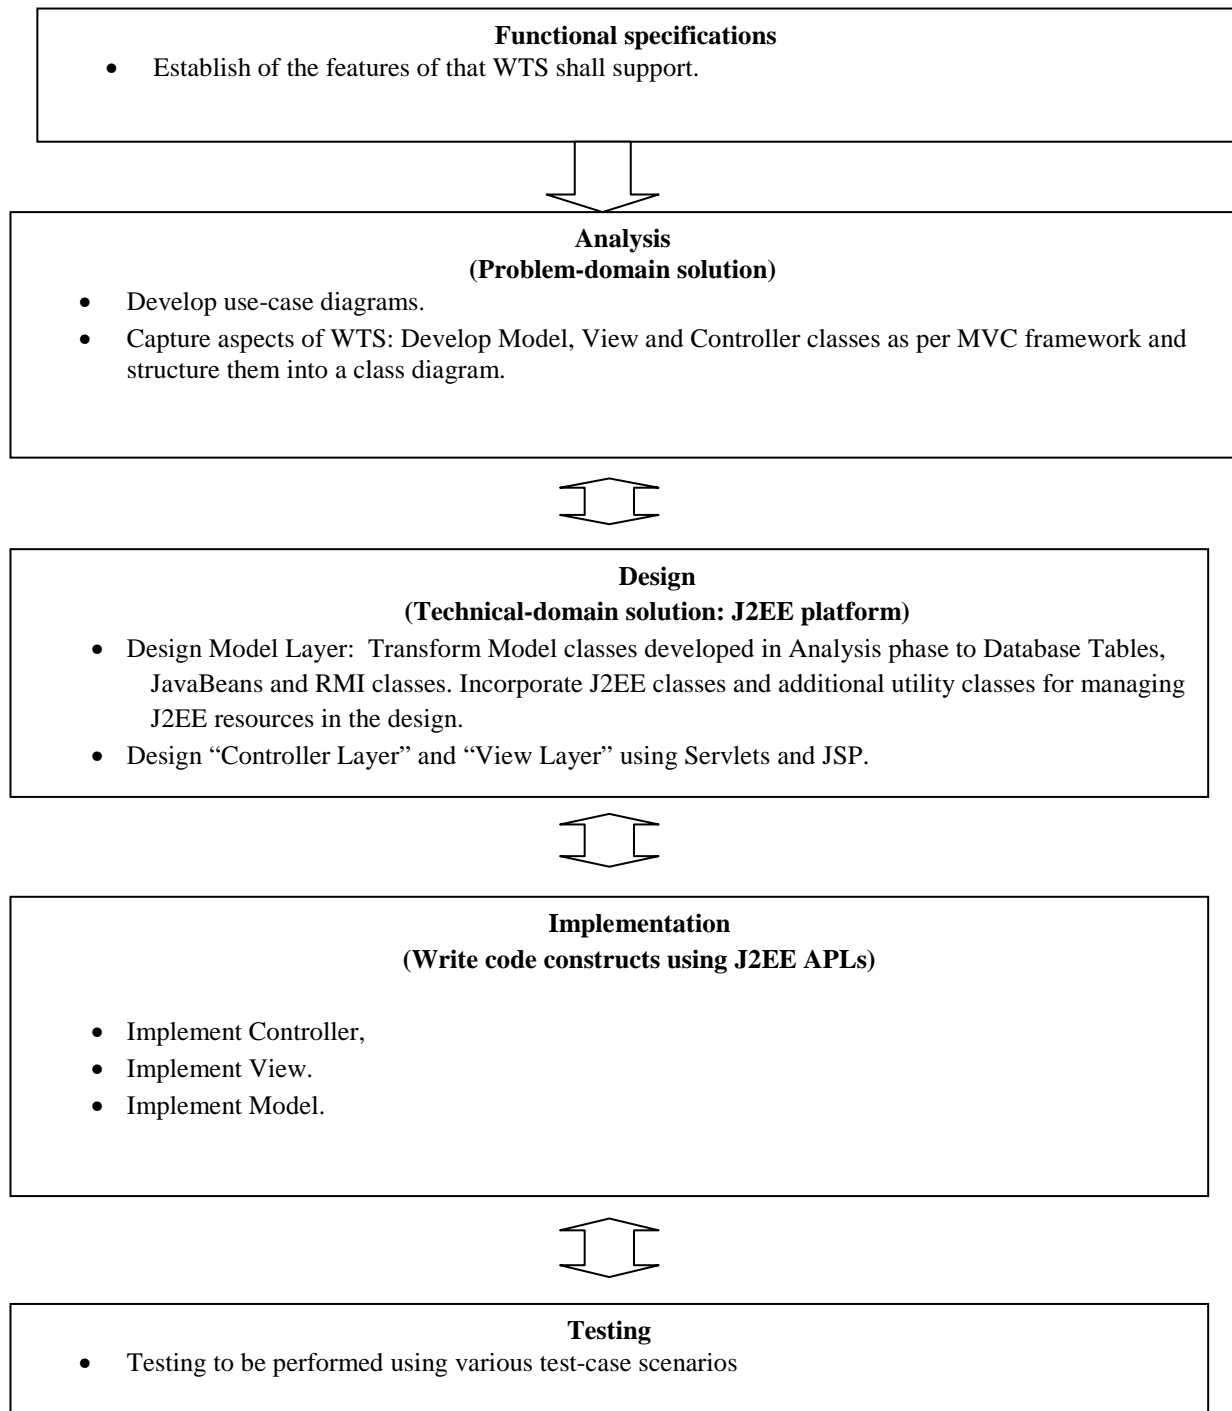 Functional specifications
• Establish of the features of that WTS shall support.
Analysis
(Problem-domain solution)
• Develop use-case diagrams.
• Capture aspects of WTS: Develop Model, View and Controller classes as per MVC framework and
structure them into a class diagram.
Design
(Technical-domain solution: J2EE platform)
• Design Model Layer:  Transform Model classes developed in Analysis phase to Database Tables,
JavaBeans and RMI classes. Incorporate J2EE classes and additional utility classes for managing
J2EE resources in the design.
• Design “Controller Layer” and “View Layer” using Servlets and JSP.
Implementation
(Write code constructs using J2EE APLs)
• Implement Controller,
• Implement View.
• Implement Model.
Testing
• Testing to be performed using various test-case scenarios